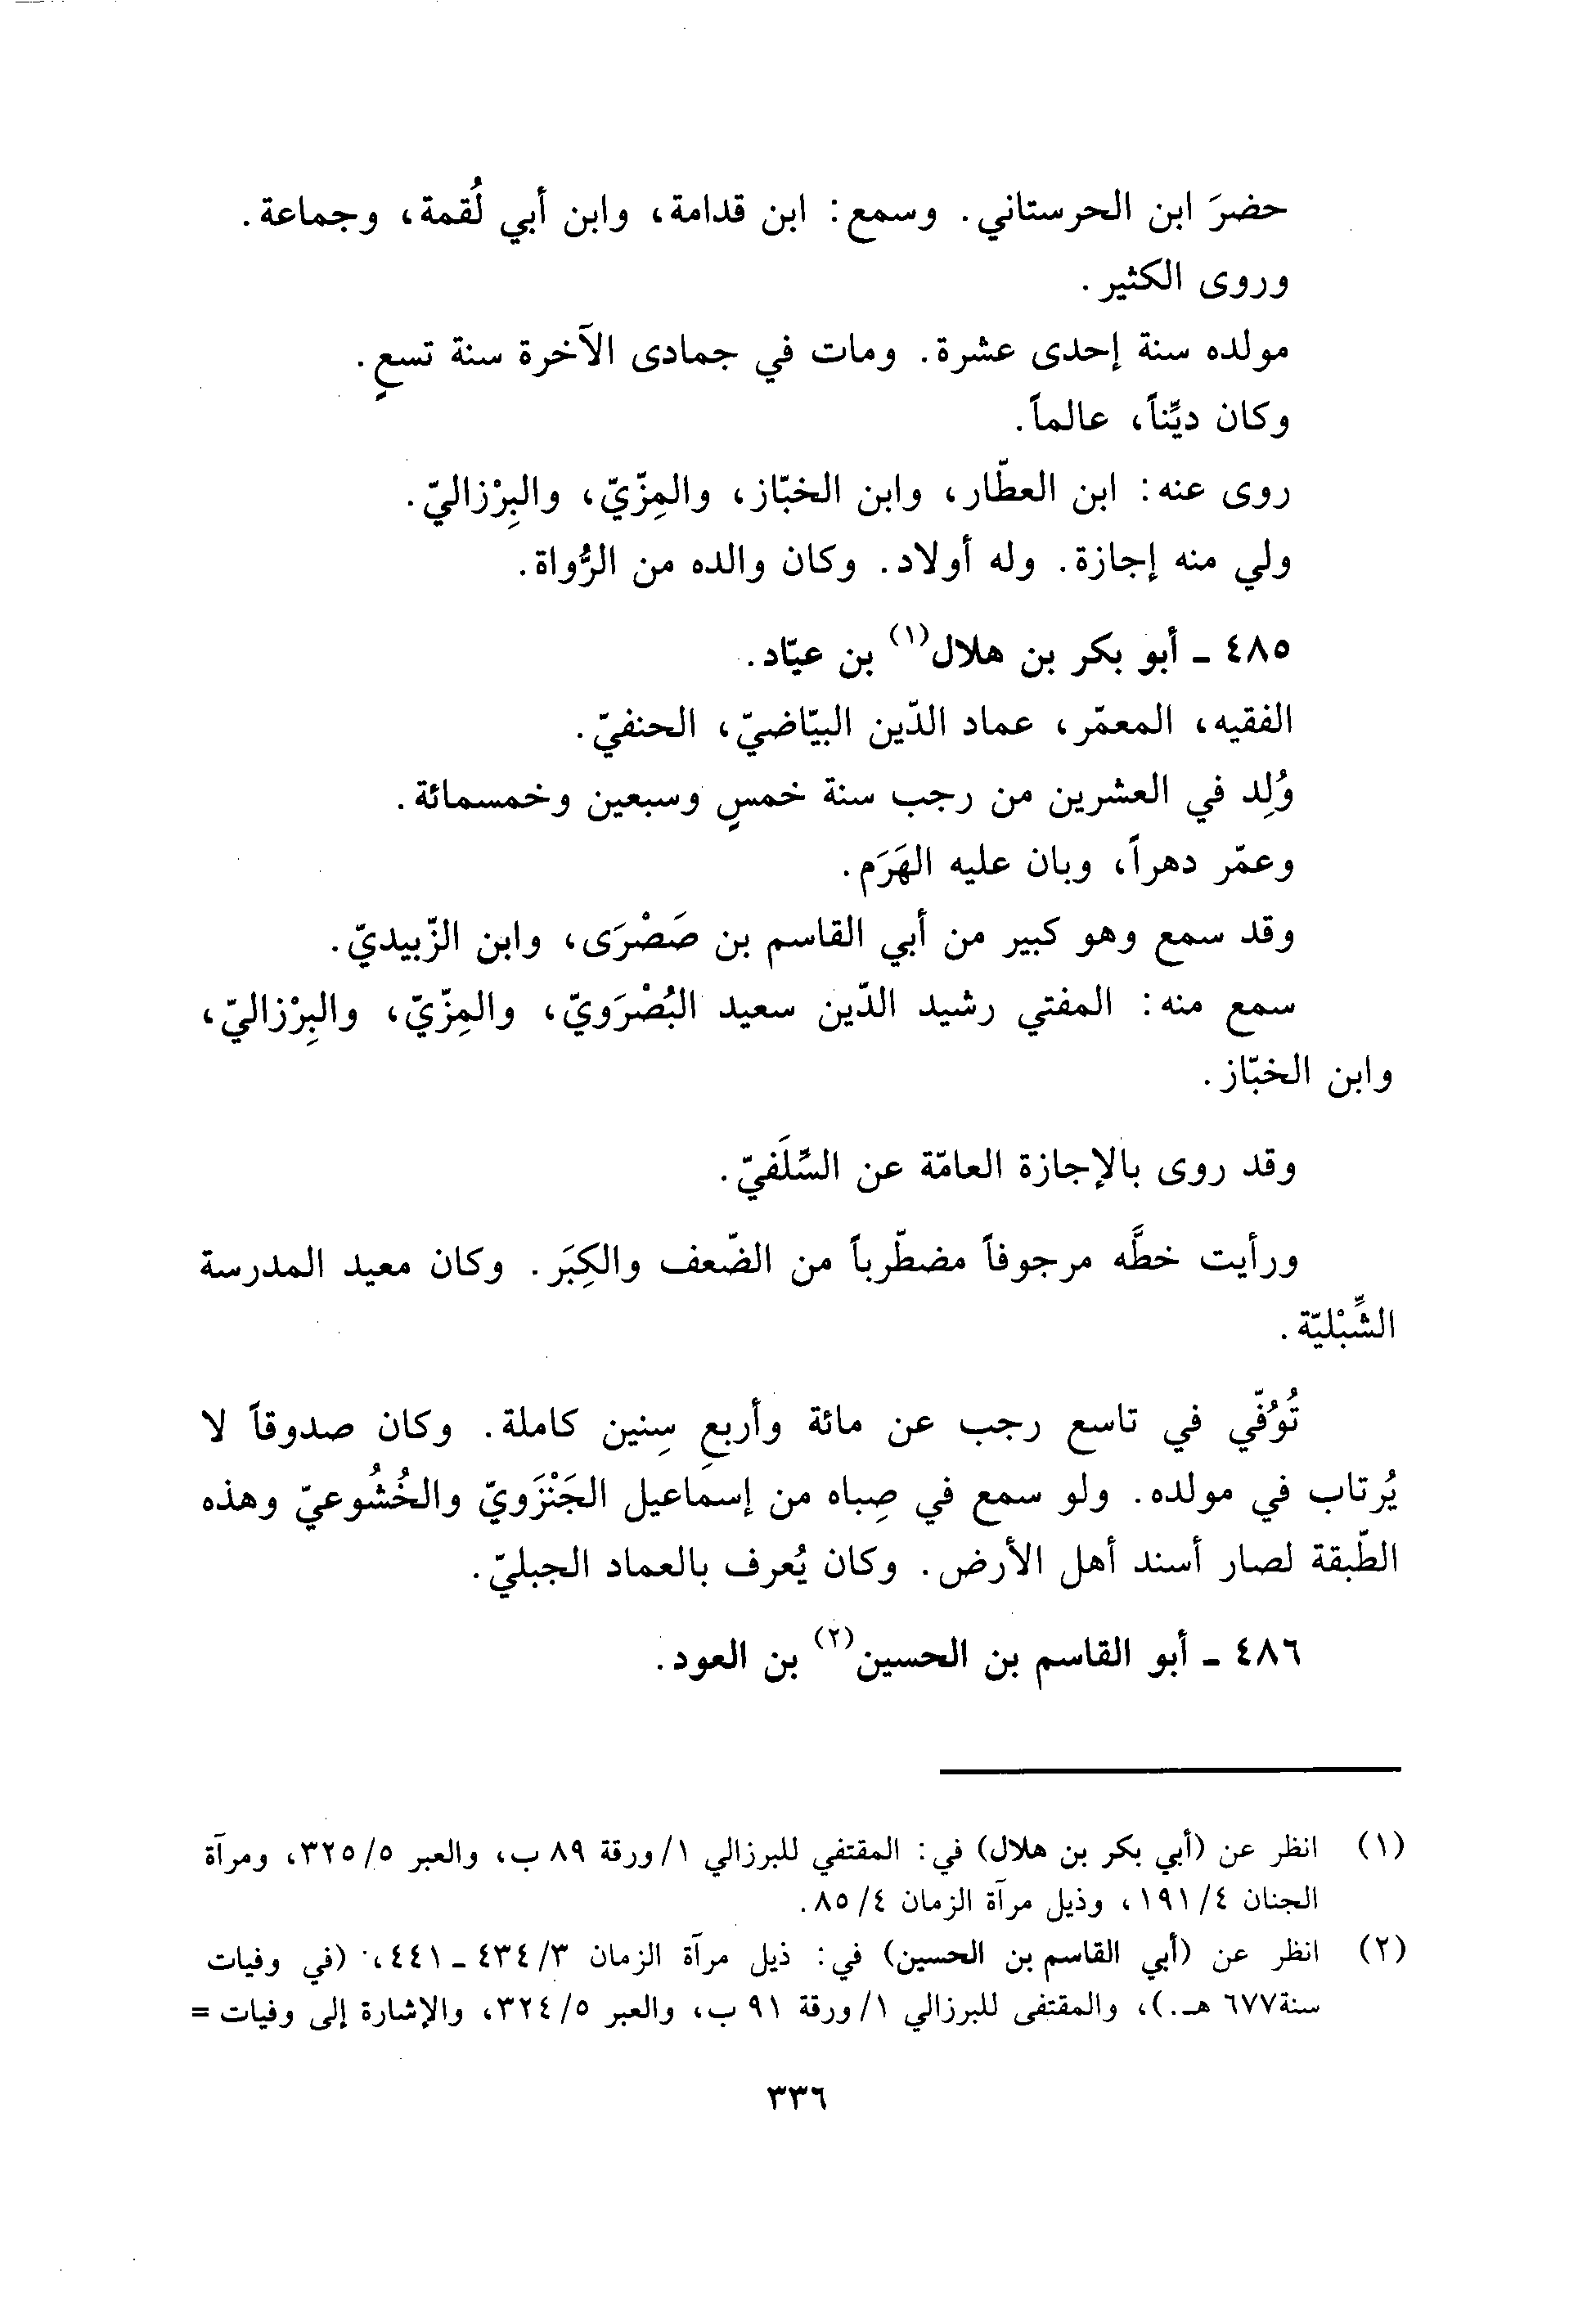 حضرَ ابن الحرستاني. وسمع: ابن قدامة، وابن أبي لُقمة، وجماعة.
وروى الكثير.
مولده سنة إحدى عشرة. ومات في جمادى الآخرة سنة تسعٍ.
وكان ديِّناً، عالماً.
روى عنه: ابن العطّار، وابن الخبّاز، والمِزّيّ، والبِرْزاليّ.
ولي منه إجازة. وله أولاد. وكان والده من الرُّواة.
٤٨٥ ـ أبو بكر بن هلال(١) بن عيّاد.
الفقيه، المعمّر، عماد الدّين البيّاضيّ، الحنفيّ.
وُلِد في العشرين من رجب سنة خمسٍ وسبعين وخمسمائة.
وعمّر دهراً، وبان عليه الهَرَم.
وقد سمع وهو كبير من أبي القاسم بن صَصْرَى، وابن الزّبيديّ.
سمع منه: المفتي رشيد الدّين سعيد البُصْرَويّ، والمِزّيّ، والبِرْزاليّ،
وابن الخبّاز.
وقد روى بالإجازة العامّة عن السِّلَفيّ.
ورأيت خطَّه مرجوفاً مضطّرباً من الضّعف والكِبَر. وكان معيد المدرسة
الشِّبْليّة.
تُوُفّي في تاسع رجب عن مائة وأربعِ سِنين كاملة. وكان صدوقاً لا
يُرتاب في مولده. ولو سمع في صِباه من إسماعيل الجَنْزَويّ والخُشُوعيّ وهذه
الطّبقة لصار أسند أهل الأرض. وكان يُعرف بالعماد الجبليّ.
٤٨٦ ـ أبو القاسم بن الحسين(٢) بن العود.
(١) انظر عن (أبي بكر بن هلال) في: المقتفي للبرزالي ١/ورقة ٨٩ ب، والعبر ٣٢٥/٥، ومرآة
الجنان ١٩١/٤، وذيل مرآة الزمان ٨٥/٤.
(٢) انظر عن (أبي القاسم بن الحسين) في: ذيل مرآة الزمان ٤٣٤/٣ ـ ٤٤١، (في وفيات
سنة٦٧٧ هـ.)، والمقتفى للبرزالي ١/ورقة ٩١ ب، والعبر ٣٢٤/٥، والإشارة إلى وفيات =
٣٣٦